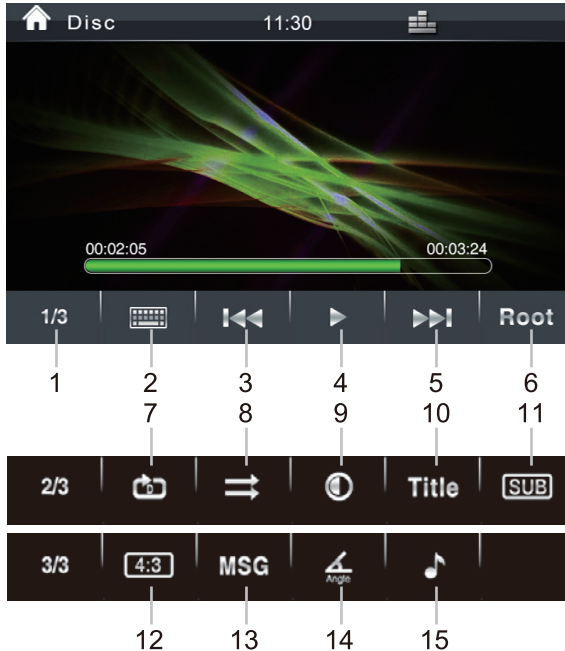 Disc 11:30
00:02:05 00:03:24
1/3 Root
1 2 3 4 5 6
7 8 9 10 11
2/3 D Title SUB
3/3 4:3 MSG Angle
12 13 14 15